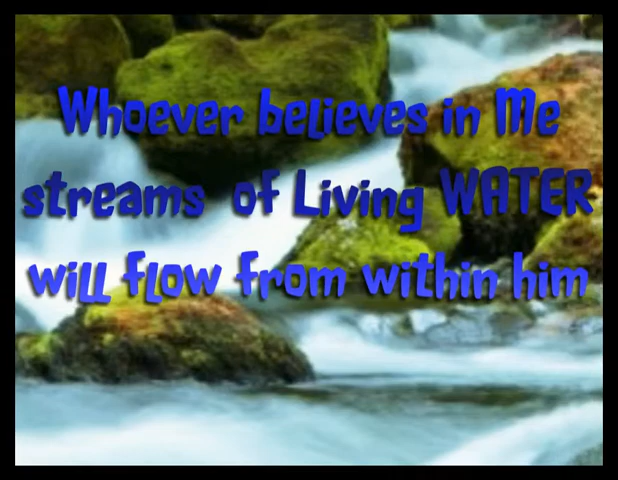 Whoever believes in Me
streams of Living WATER
will flow from within him